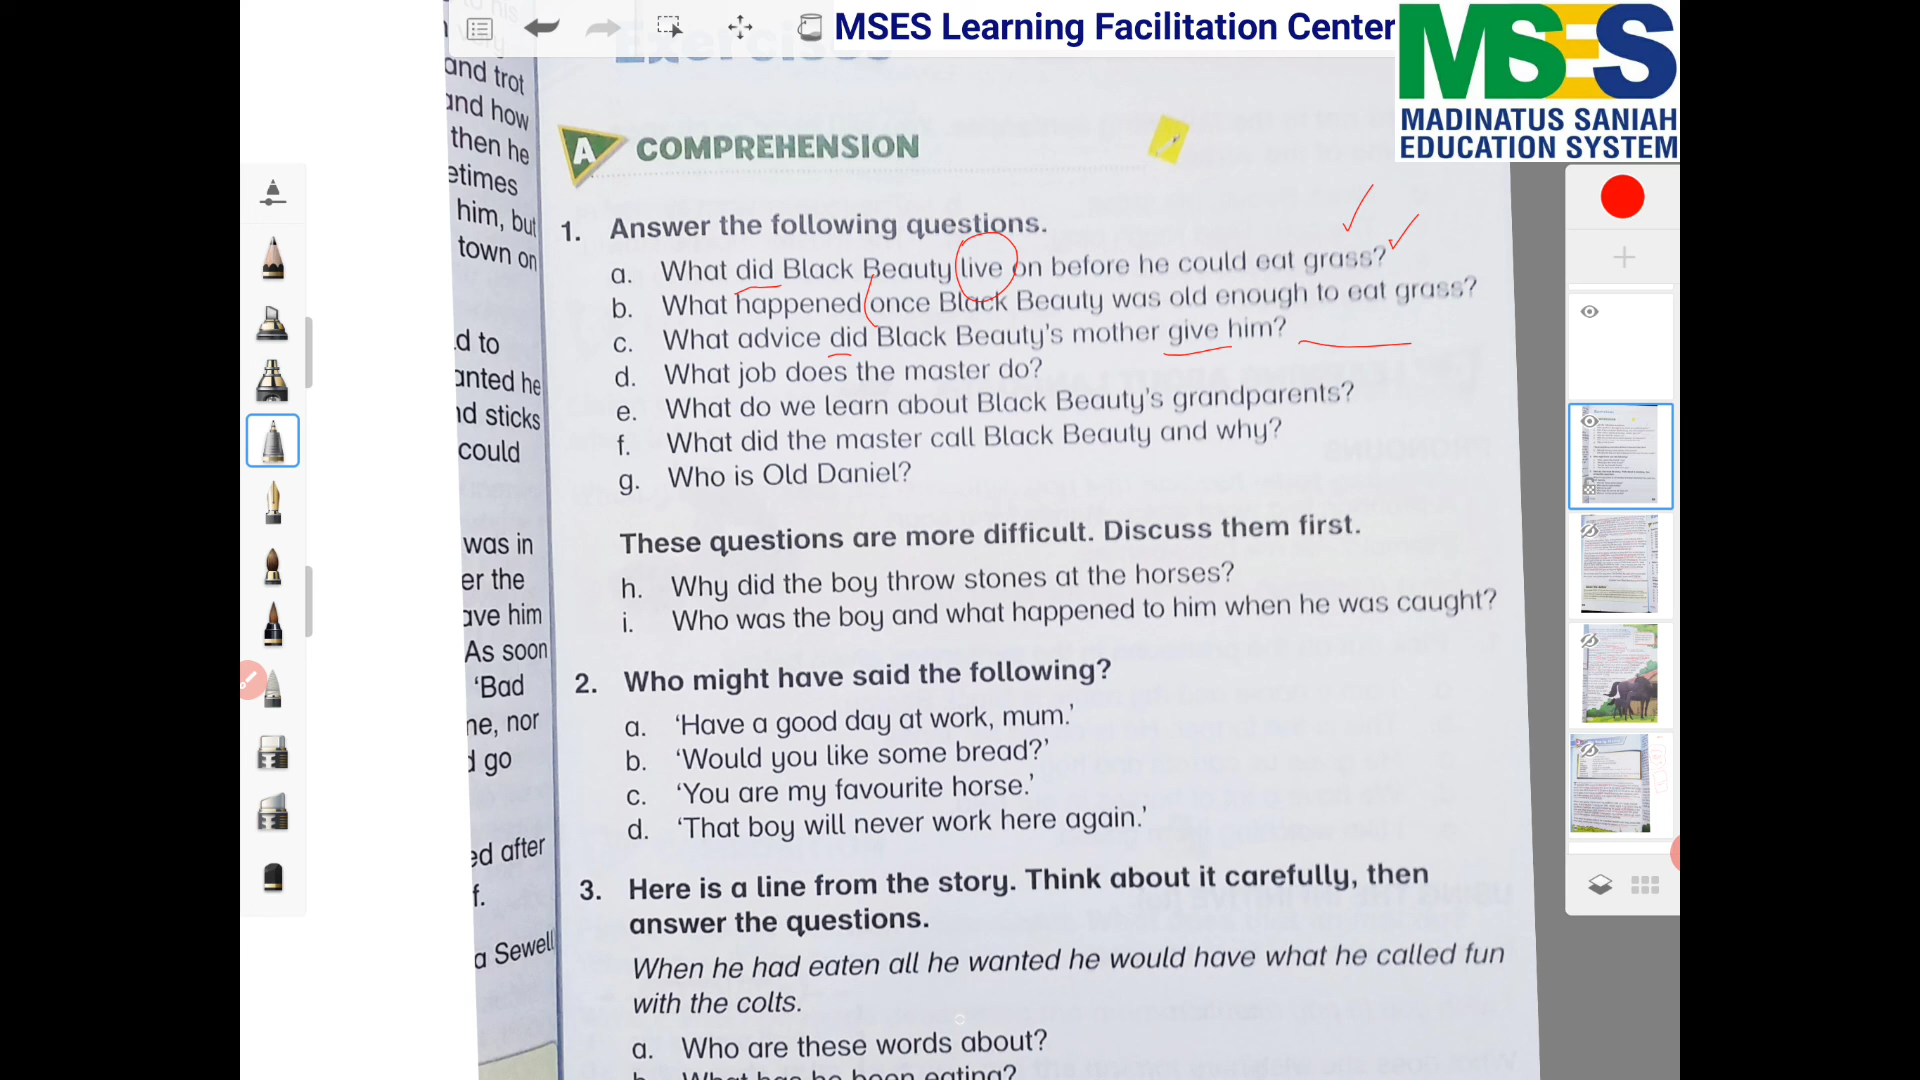 MSES Learning Facilitation Center
MSES
MADINATUS SANIAH
EDUCATION SYSTEM
Exercises
and trot
and how
then he
etimes
him, but
town on
d to
anted he
nd sticks
could
was in
er the
ave him
As soon
‘Bad
ne, nor
d go
ed after
f.
a Sewell
A COMPREHENSION
1. Answer the following questions.
a. What did Black Beauty live on before he could eat grass?
b. What happened once Black Beauty was old enough to eat grass?
c. What advice did Black Beauty’s mother give him?
d. What job does the master do?
e. What do we learn about Black Beauty’s grandparents?
f. What did the master call Black Beauty and why?
g. Who is Old Daniel?
These questions are more difficult. Discuss them first.
h. Why did the boy throw stones at the horses?
i. Who was the boy and what happened to him when he was caught?
2. Who might have said the following?
a. ‘Have a good day at work, mum.’
b. ‘Would you like some bread?’
c. ‘You are my favourite horse.’
d. ‘That boy will never work here again.’
3. Here is a line from the story. Think about it carefully, then
answer the questions.
When he had eaten all he wanted he would have what he called fun
with the colts.
a. Who are these words about?
b. What has he been eating?